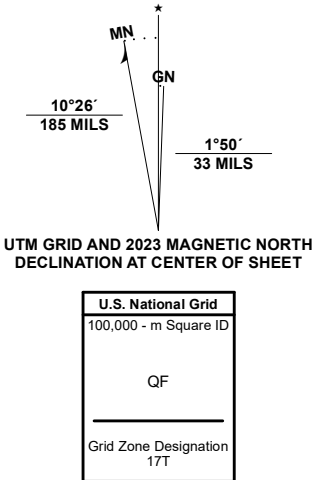 MN
GN
10°26´
185 MILS
1°50´
33 MILS
UTM GRID AND 2023 MAGNETIC NORTH
DECLINATION AT CENTER OF SHEET
U.S. National Grid
100,000 - m Square ID
QF
Grid Zone Designation
17T